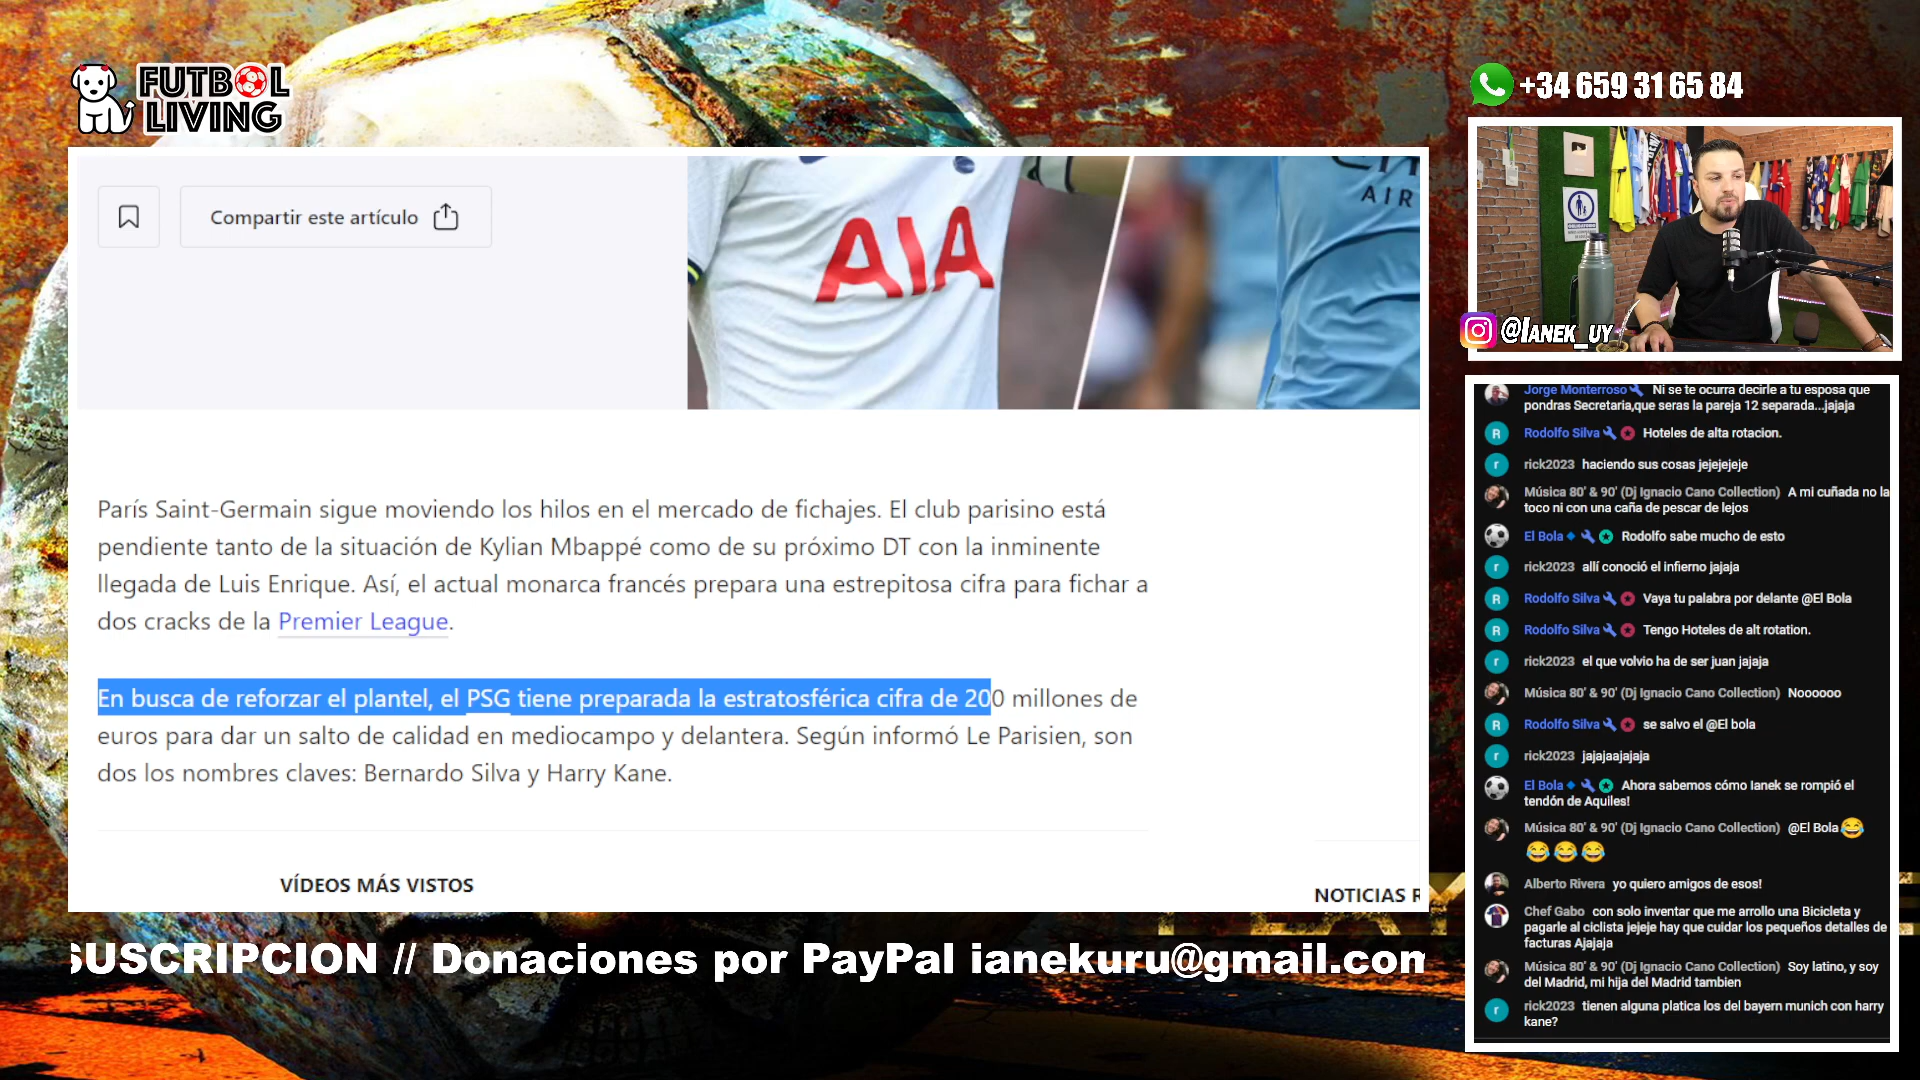 FUTBOL
LIVING
+34 659 31 65 84
@IANEK_UY
Compartir este artículo
AIA
AIR
París Saint-Germain sigue moviendo los hilos en el mercado de fichajes. El club parisino está
pendiente tanto de la situación de Kylian Mbappé como de su próximo DT con la inminente
llegada de Luis Enrique. Así, el actual monarca francés prepara una estrepitosa cifra para fichar a
dos cracks de la Premier League.
En busca de reforzar el plantel, el PSG tiene preparada la estratosférica cifra de 200 millones de
euros para dar un salto de calidad en mediocampo y delantera. Según informó Le Parisien, son
dos los nombres claves: Bernardo Silva y Harry Kane.
VÍDEOS MÁS VISTOS
NOTICIAS R
SUSCRIPCION // Donaciones por PayPal ianekuru@gmail.com
Jorge Monterroso Ni se te ocurra decirle a tu esposa que
pondras Secretaria,que seras la pareja 12 separada...jajaja
Rodolfo Silva Hoteles de alta rotacion.
rick2023 haciendo sus cosas jejejejeje
Música 80' & 90' (Dj Ignacio Cano Collection) A mi cuñada no la
toco ni con una caña de pescar de lejos
El Bola Rodolfo sabe mucho de esto
rick2023 allí conoció el infierno jajaja
Rodolfo Silva Vaya tu palabra por delante @El Bola
Rodolfo Silva Tengo Hoteles de alt rotation.
rick2023 el que volvio ha de ser juan jajaja
Música 80' & 90' (Dj Ignacio Cano Collection) Noooooo
Rodolfo Silva se salvo el @El bola
rick2023 jajajaajajaja
El Bola Ahora sabemos cómo Ianek se rompió el
tendón de Aquiles!
Música 80' & 90' (Dj Ignacio Cano Collection) @El Bola 😂
😂😂😂
Alberto Rivera yo quiero amigos de esos!
Chef Gabo con solo inventar que me arrollo una Bicicleta y
pagarle al ciclista jejeje hay que cuidar los pequeños detalles de
facturas Ajajaja
Música 80' & 90' (Dj Ignacio Cano Collection) Soy latino, y soy
del Madrid, mi hija del Madrid tambien
rick2023 tienen alguna platica los del bayern munich con harry
kane?